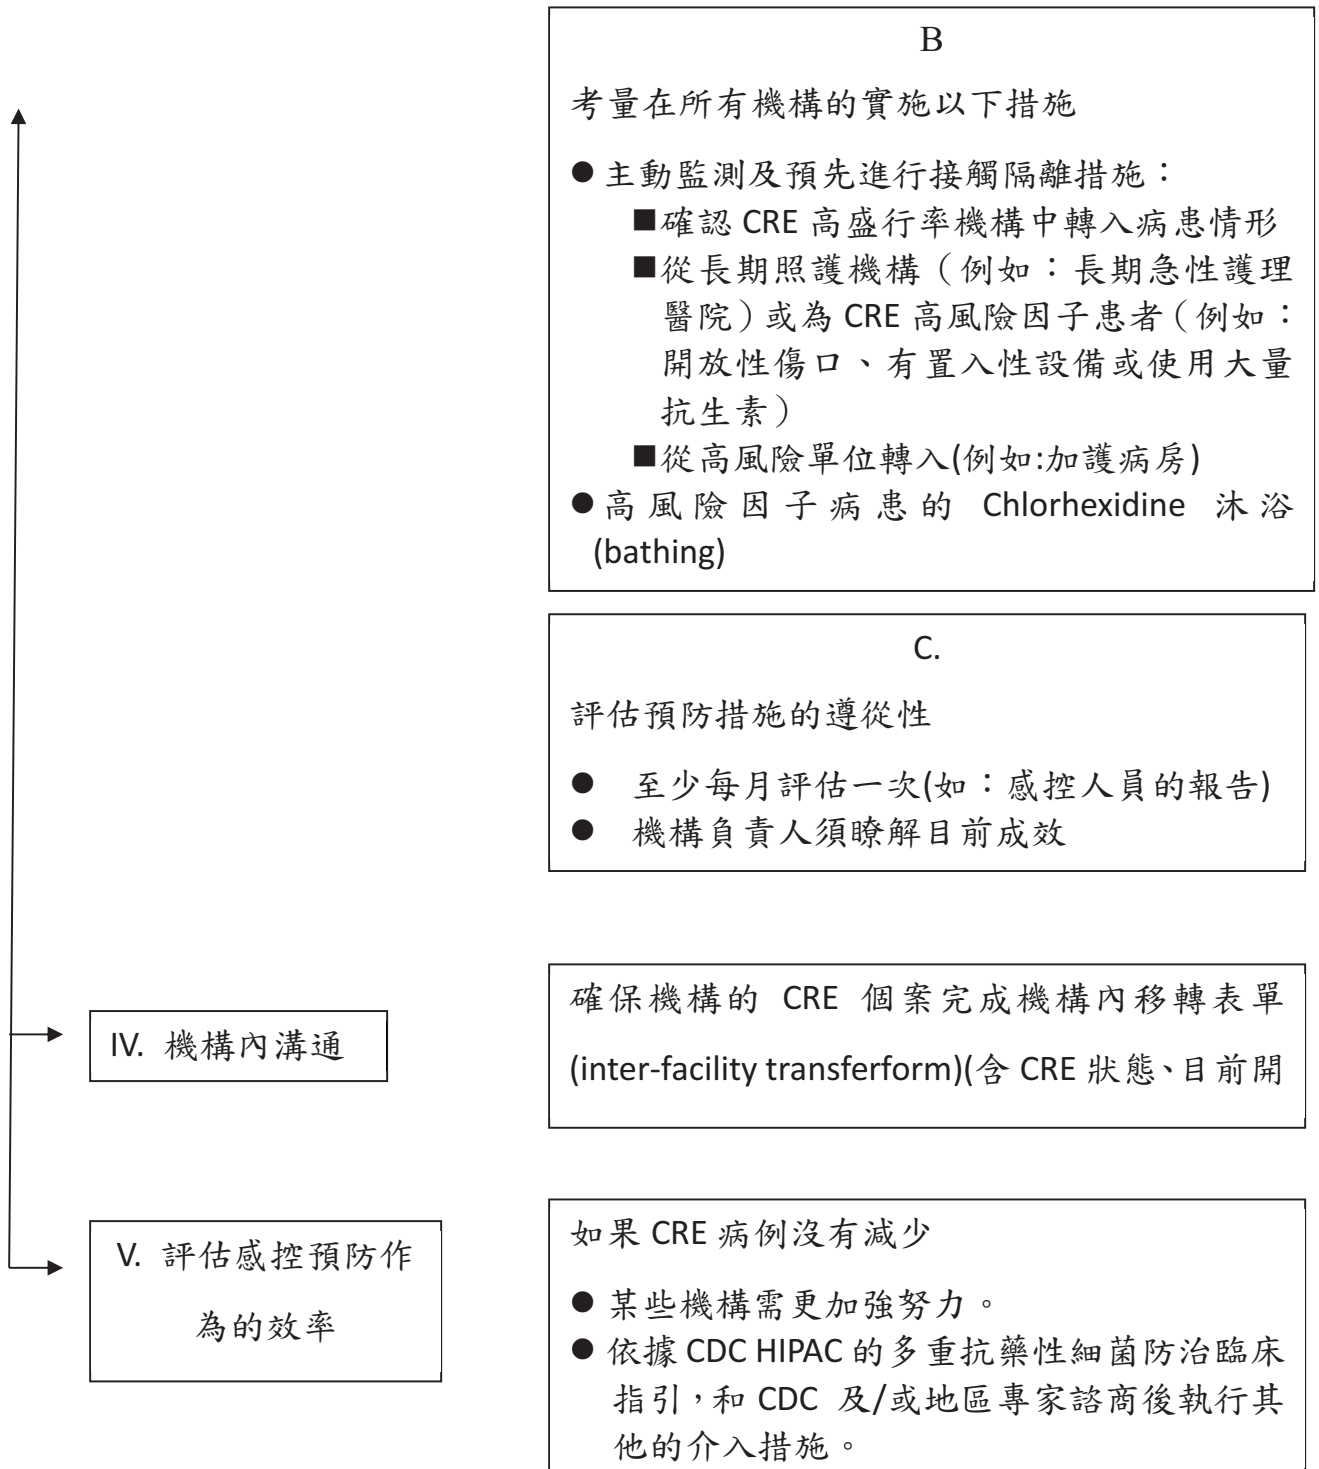 B
考量在所有機構的實施以下措施
●主動監測及預先進行接觸隔離措施：
■確認 CRE 高盛行率機構中轉入病患情形
■從長期照護機構（例如：長期急性護理
醫院）或為 CRE 高風險因子患者（例如：
開放性傷口、有置入性設備或使用大量
抗生素）
■從高風險單位轉入(例如:加護病房)
●高風險因子病患的 Chlorhexidine 沐浴
(bathing)
C.
評估預防措施的遵從性
● 至少每月評估一次(如：感控人員的報告)
● 機構負責人須瞭解目前成效
IV. 機構內溝通
確保機構的 CRE 個案完成機構內移轉表單
(inter-facility transferform)(含 CRE 狀態、目前開
V. 評估感控預防作
為的效率
如果 CRE 病例沒有減少
●某些機構需更加強努力。
●依據 CDC HIPAC 的多重抗藥性細菌防治臨床
指引，和 CDC 及/或地區專家諮商後執行其
他的介入措施。